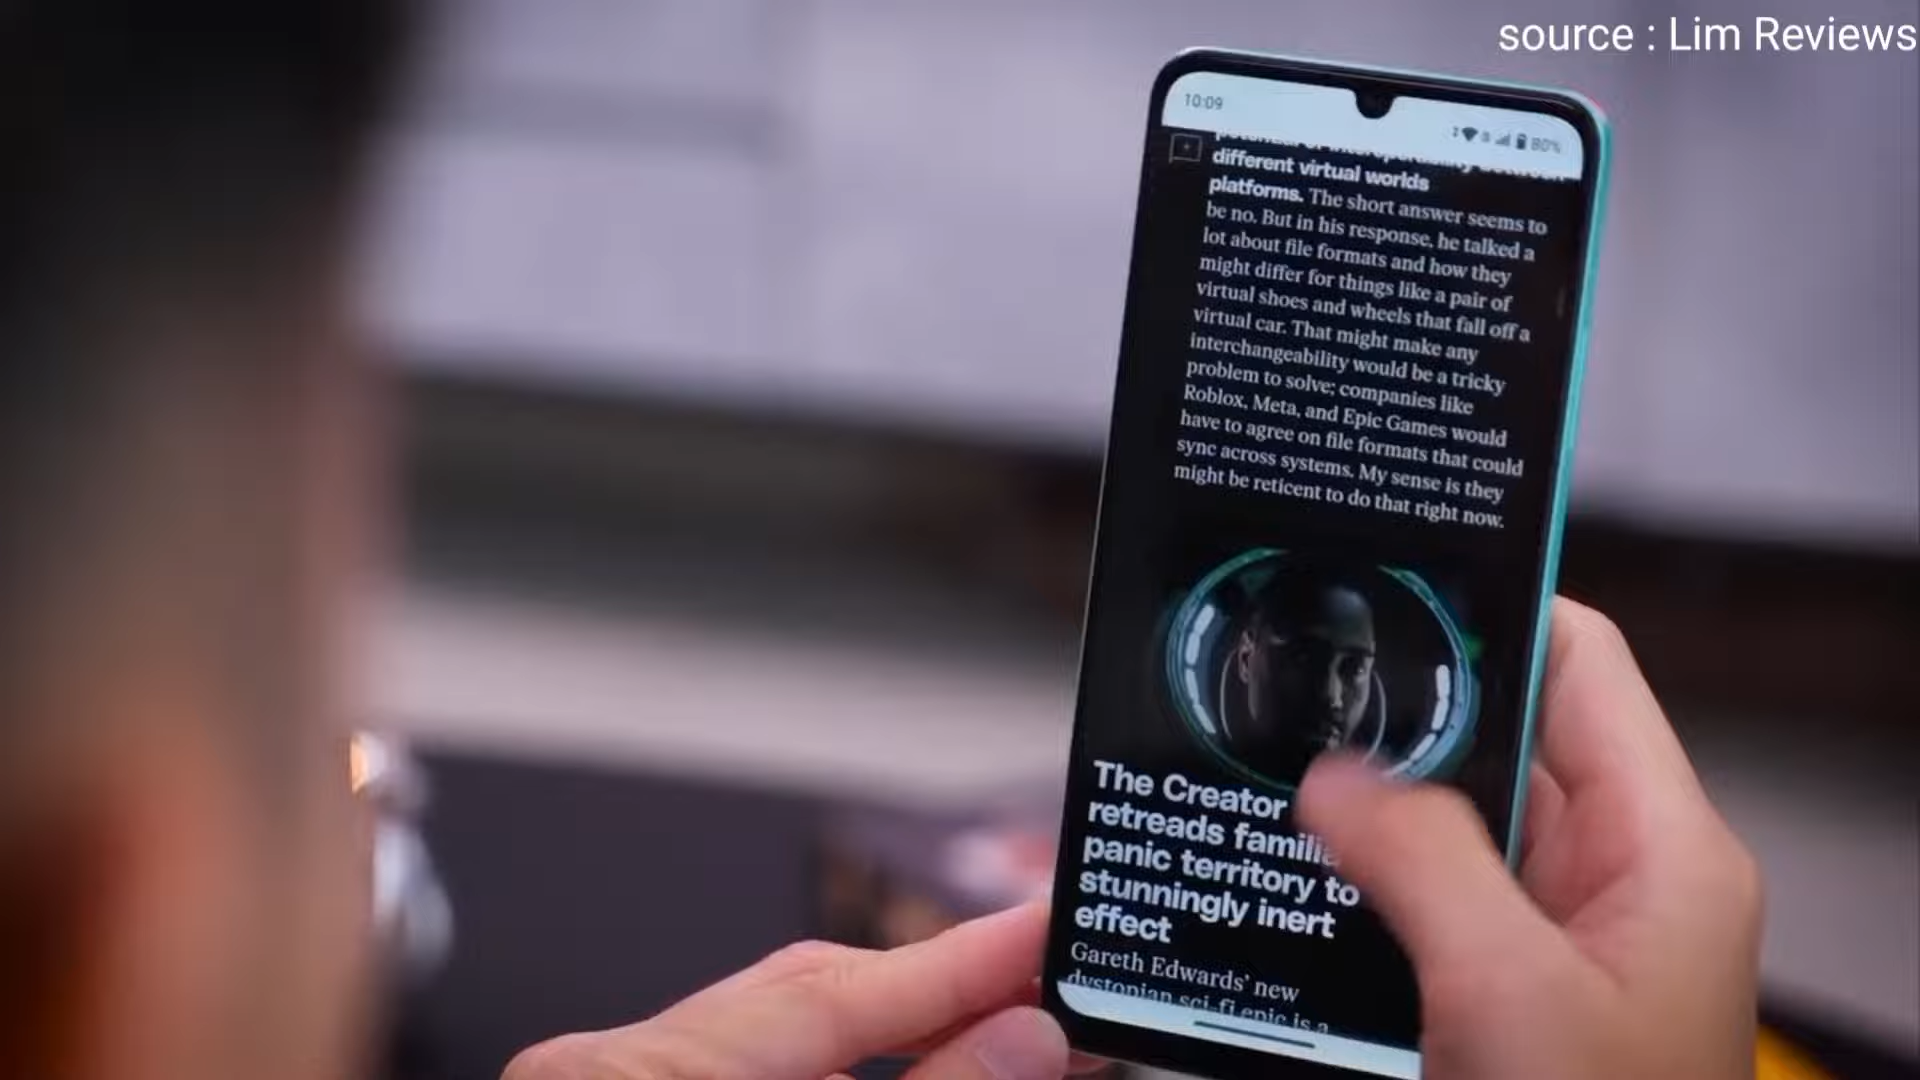 source : Lim Reviews
10:09
80%
different virtual worlds
platforms. The short answer seems to
be no. But in his response, he talked a
lot about file formats and how they
might differ for things like a pair of
virtual shoes and wheels that fall off a
virtual car. That might make any
interchangeability would be a tricky
problem to solve; companies like
Roblox, Meta, and Epic Games would
have to agree on file formats that could
sync across systems. My sense is they
might be reticent to do that right now.
The Creator
retreads
panic territory to
stunningly inert
effect
Gareth Edwards' new
dystopian sci-fi epic is a